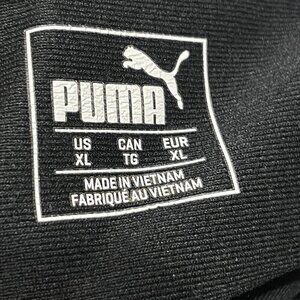 PUMA
US CAN EUR
XL TG XL
MADE IN VIETNAM
FABRIQUÉ AU VIETNAM